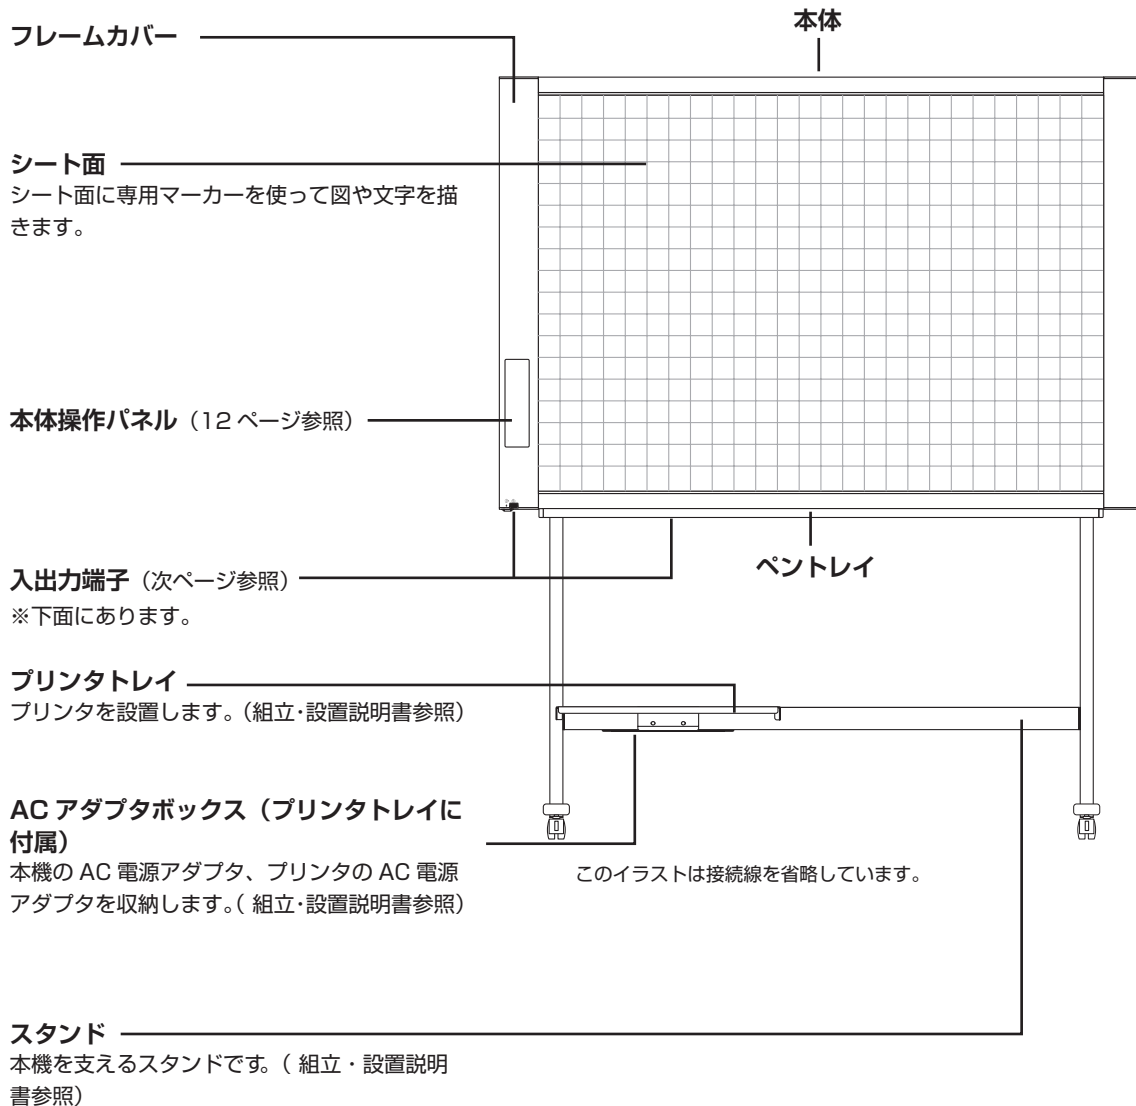 本体
フレームカバー
シート面
シート面に専用マーカーを使って図や文字を描
きます。
本体操作パネル（12 ページ参照）
入出力端子（次ページ参照）
※下面にあります。
ペントレイ
プリンタトレイ
プリンタを設置します。（組立･設置説明書参照）
AC アダプタボックス（プリンタトレイに
付属）
本機の AC 電源アダプタ、プリンタの AC 電源
アダプタを収納します。（ 組立･設置説明書参照）
このイラストは接続線を省略しています。
スタンド
本機を支えるスタンドです。（ 組立・設置説明
書参照）